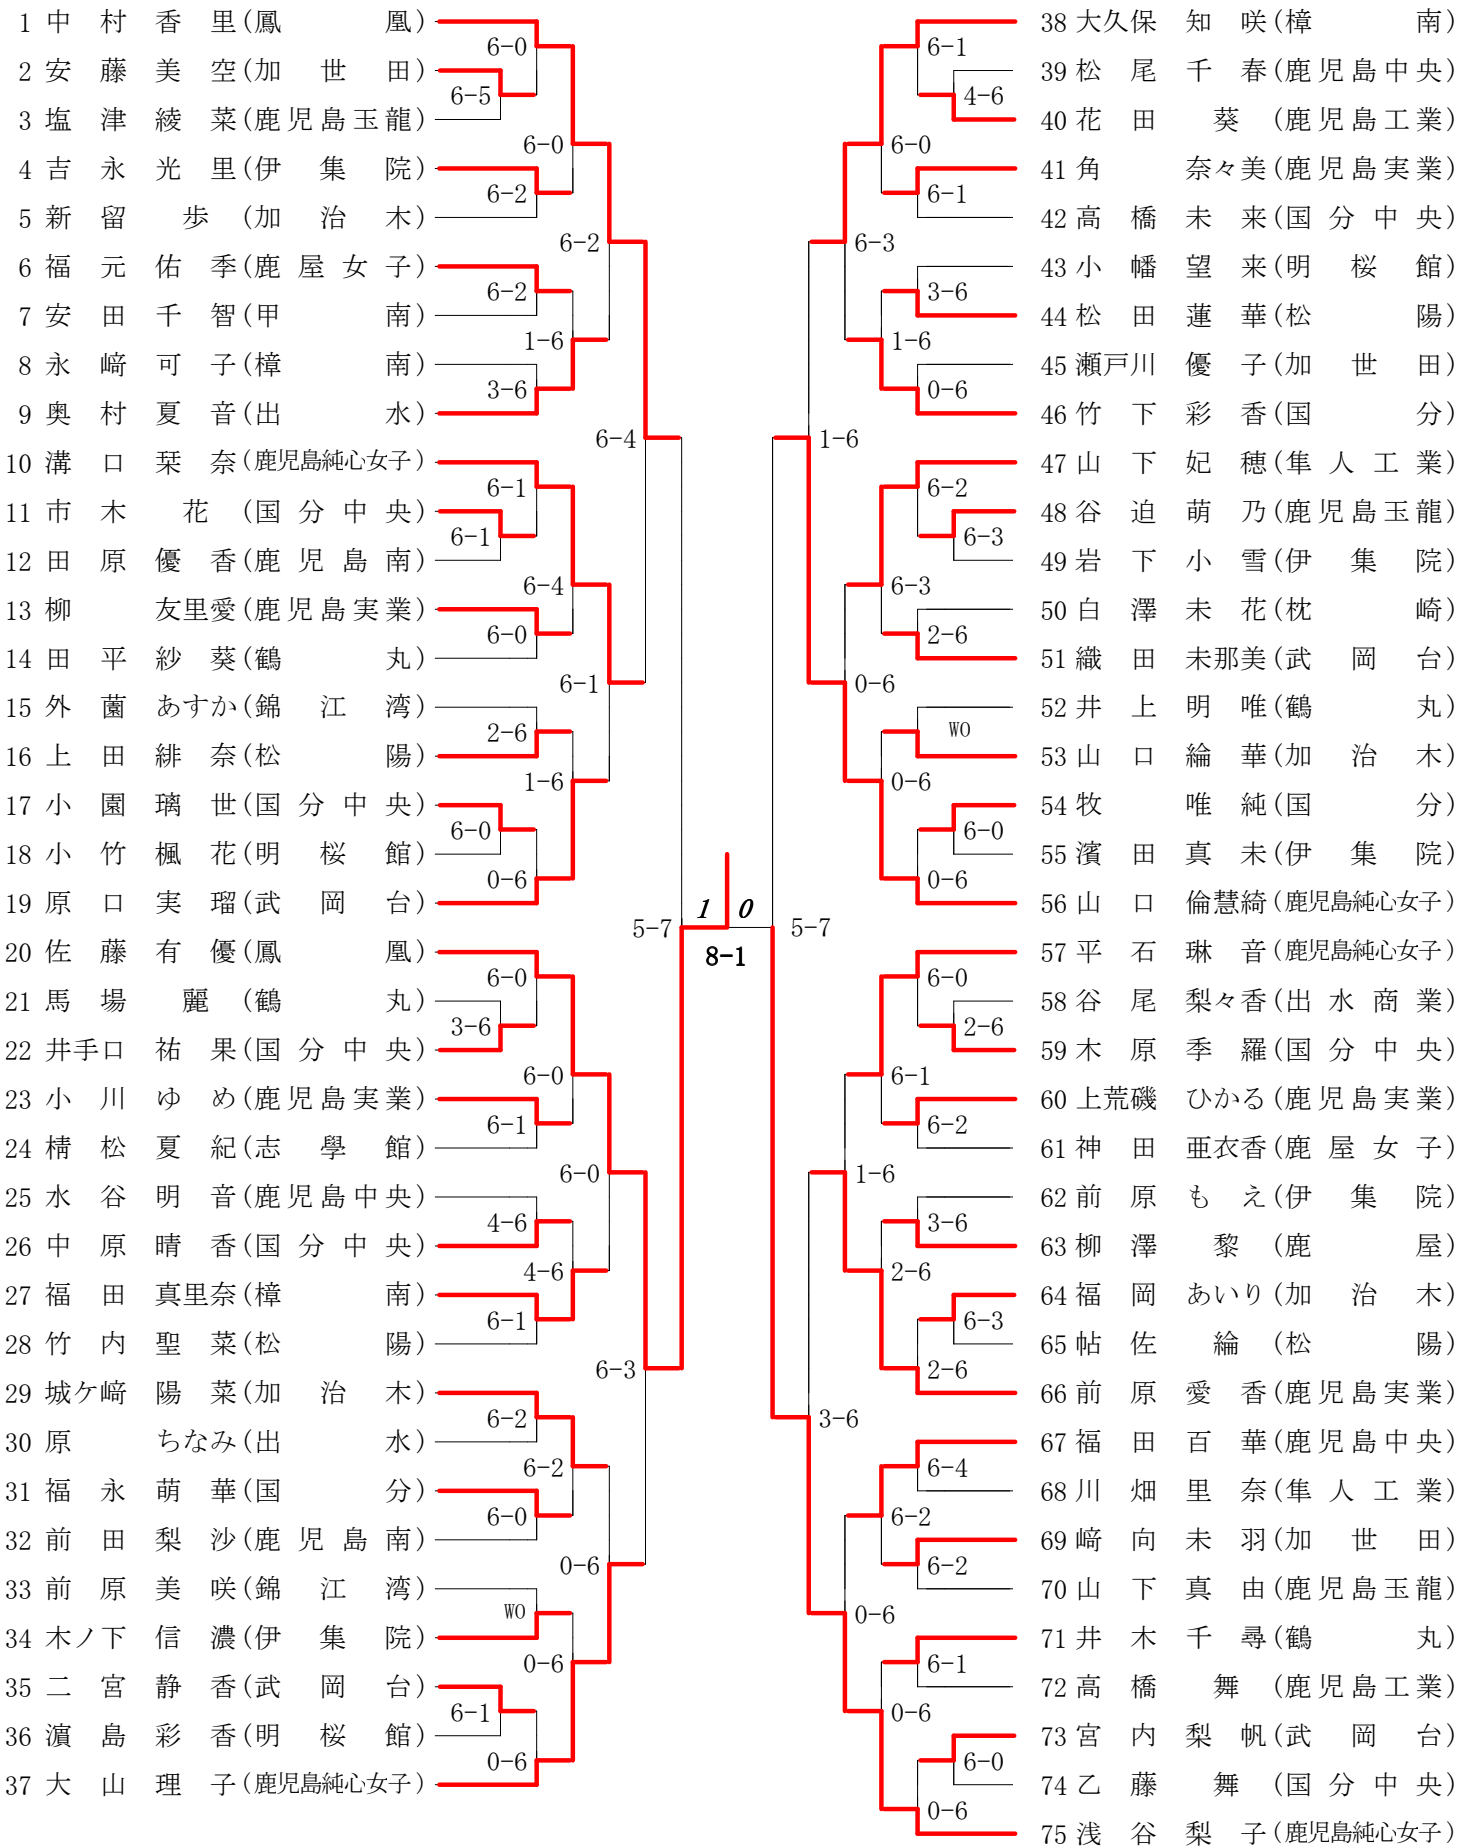 1 中村香里(鳳凰)
2 安藤美空(加世田)
3 塩津綾菜(鹿児島玉龍)
4 吉永光里(伊集院)
5 新留歩(加治木)
6 福元佑季(鹿屋女子)
7 安田千智(甲南)
8 永﨑可子(樟南)
9 奥村夏音(出水)
10 溝口栞奈(鹿児島純心女子)
11 市木花(国分中央)
12 田原優香(鹿児島南)
13 柳友里愛(鹿児島実業)
14 田平紗葵(鶴丸)
15 外薗あすか(錦江湾)
16 上田緋奈(松陽)
17 小園璃世(国分中央)
18 小竹楓花(明桜館)
19 原口実瑠(武岡台)
20 佐藤有優(鳳凰)
21 馬場麗(鶴丸)
22 井手口祐果(国分中央)
23 小川ゆめ(鹿児島実業)
24 棈松夏紀(志學館)
25 水谷明音(鹿児島中央)
26 中原晴香(国分中央)
27 福田真里奈(樟南)
28 竹内聖菜(松陽)
29 城ケ﨑陽菜(加治木)
30 原ちなみ(出水)
31 福永萌華(国分)
32 前田梨沙(鹿児島南)
33 前原美咲(錦江湾)
34 木ノ下信濃(伊集院)
35 二宮静香(武岡台)
36 濵島彩香(明桜館)
37 大山理子(鹿児島純心女子)
6-0
6-5
6-0
6-2
6-2
6-2
1-6
3-6
6-4
6-1
6-1
6-4
6-0
6-1
2-6
1-6
6-0
0-6
5-7
6-0
3-6
6-0
6-1
6-0
4-6
4-6
6-1
6-3
6-2
6-2
6-0
0-6
WO
0-6
6-1
0-6
1 0
8-1
6-1
4-6
6-0
6-1
6-3
3-6
1-6
0-6
1-6
6-2
6-3
6-3
2-6
0-6
WO
0-6
6-0
0-6
5-7
6-0
2-6
6-1
6-2
1-6
3-6
2-6
6-3
2-6
3-6
6-4
6-2
6-2
0-6
6-1
0-6
6-0
0-6
38 大久保知咲(樟南)
39 松尾千春(鹿児島中央)
40 花田葵(鹿児島工業)
41 角奈々美(鹿児島実業)
42 高橋未来(国分中央)
43 小幡望来(明桜館)
44 松田蓮華(松陽)
45 瀬戸川優子(加世田)
46 竹下彩香(国分)
47 山下妃穂(隼人工業)
48 谷迫萌乃(鹿児島玉龍)
49 岩下小雪(伊集院)
50 白澤未花(枕崎)
51 織田未那美(武岡台)
52 井上明唯(鶴丸)
53 山口綸華(加治木)
54 牧唯純(国分)
55 濱田真未(伊集院)
56 山口倫慧綺(鹿児島純心女子)
57 平石琳音(鹿児島純心女子)
58 谷尾梨々香(出水商業)
59 木原季羅(国分中央)
60 上荒磯ひかる(鹿児島実業)
61 神田亜衣香(鹿屋女子)
62 前原もえ(伊集院)
63 柳澤黎(鹿屋)
64 福岡あいり(加治木)
65 帖佐綸(松陽)
66 前原愛香(鹿児島実業)
67 福田百華(鹿児島中央)
68 川畑里奈(隼人工業)
69 﨑向未羽(加世田)
70 山下真由(鹿児島玉龍)
71 井木千尋(鶴丸)
72 高橋舞(鹿児島工業)
73 宮内梨帆(武岡台)
74 乙藤舞(国分中央)
75 浅谷梨子(鹿児島純心女子)